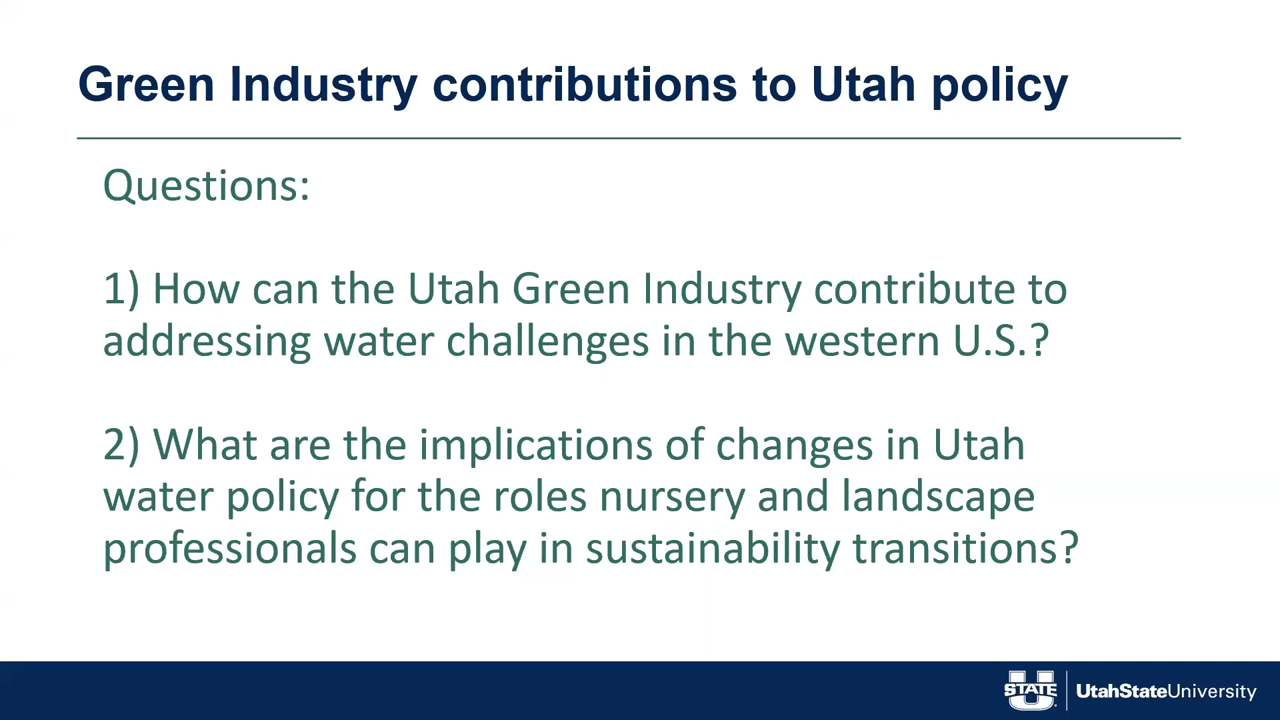 Green Industry contributions to Utah policy
Questions:
1) How can the Utah Green Industry contribute to
addressing water challenges in the western U.S.?
2) What are the implications of changes in Utah
water policy for the roles nursery and landscape
professionals can play in sustainability transitions?
STATE
UtahStateUniversity